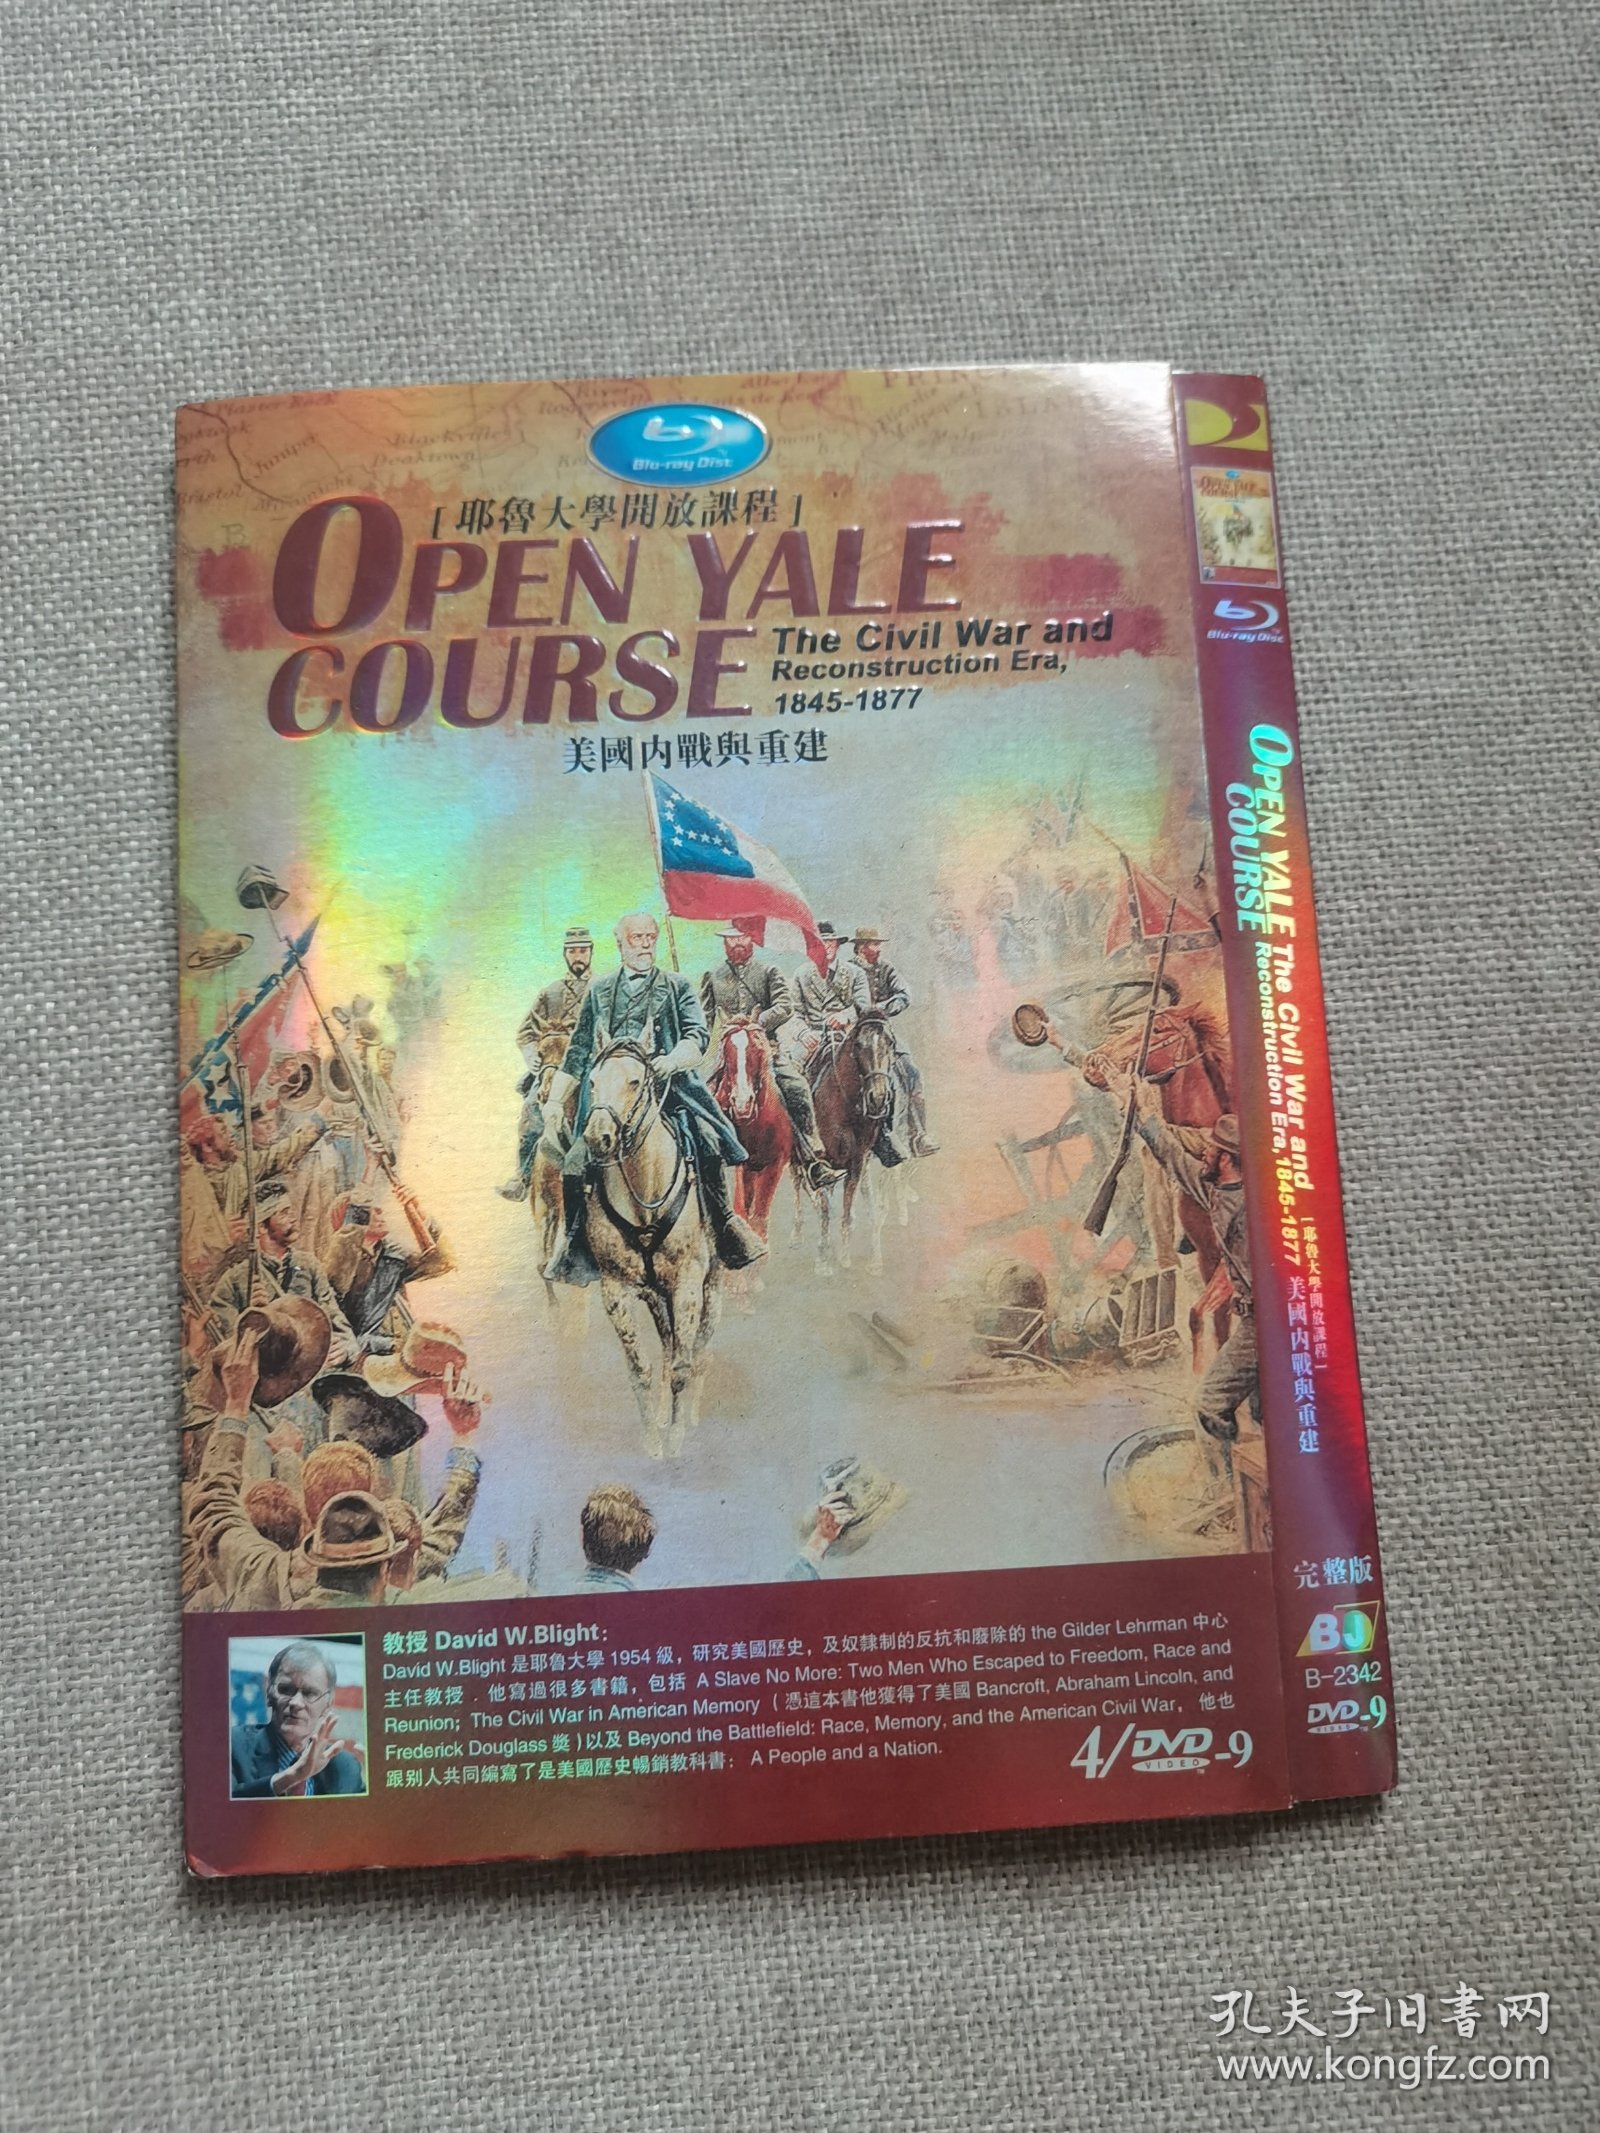 Blu-ray Disc
[耶魯大學開放課程]
OPEN YALE
COURSE
The Civil War and
Reconstruction Era,
1845-1877
美國内戰與重建
教授 David W.Blight:
David W.Blight 是耶魯大學 1954 級，研究美國歷史，及奴隸制的反抗和廢除的 the Gilder Lehrman 中心
主任教授．他寫過很多書籍，包括 A Slave No More: Two Men Who Escaped to Freedom, Race and
Reunion; The Civil War in American Memory （憑這本書他獲得了美國 Bancroft, Abraham Lincoln, and
Frederick Douglass 獎）以及 Beyond the Battlefield: Race, Memory, and the American Civil War，他也
跟别人共同編寫了是美國歷史暢銷教科書： A People and a Nation.
4/DVD-9
VIDEO™
Blu-ray Disc
OPEN YALE
COURSE
The Civil War and
Reconstruction Era,1845-1877
[耶魯大學開放課程]
美國内戰與重建
完整版
BJ
B-2342
DVD-9
VIDEO™
孔夫子旧书网
www.kongfz.com